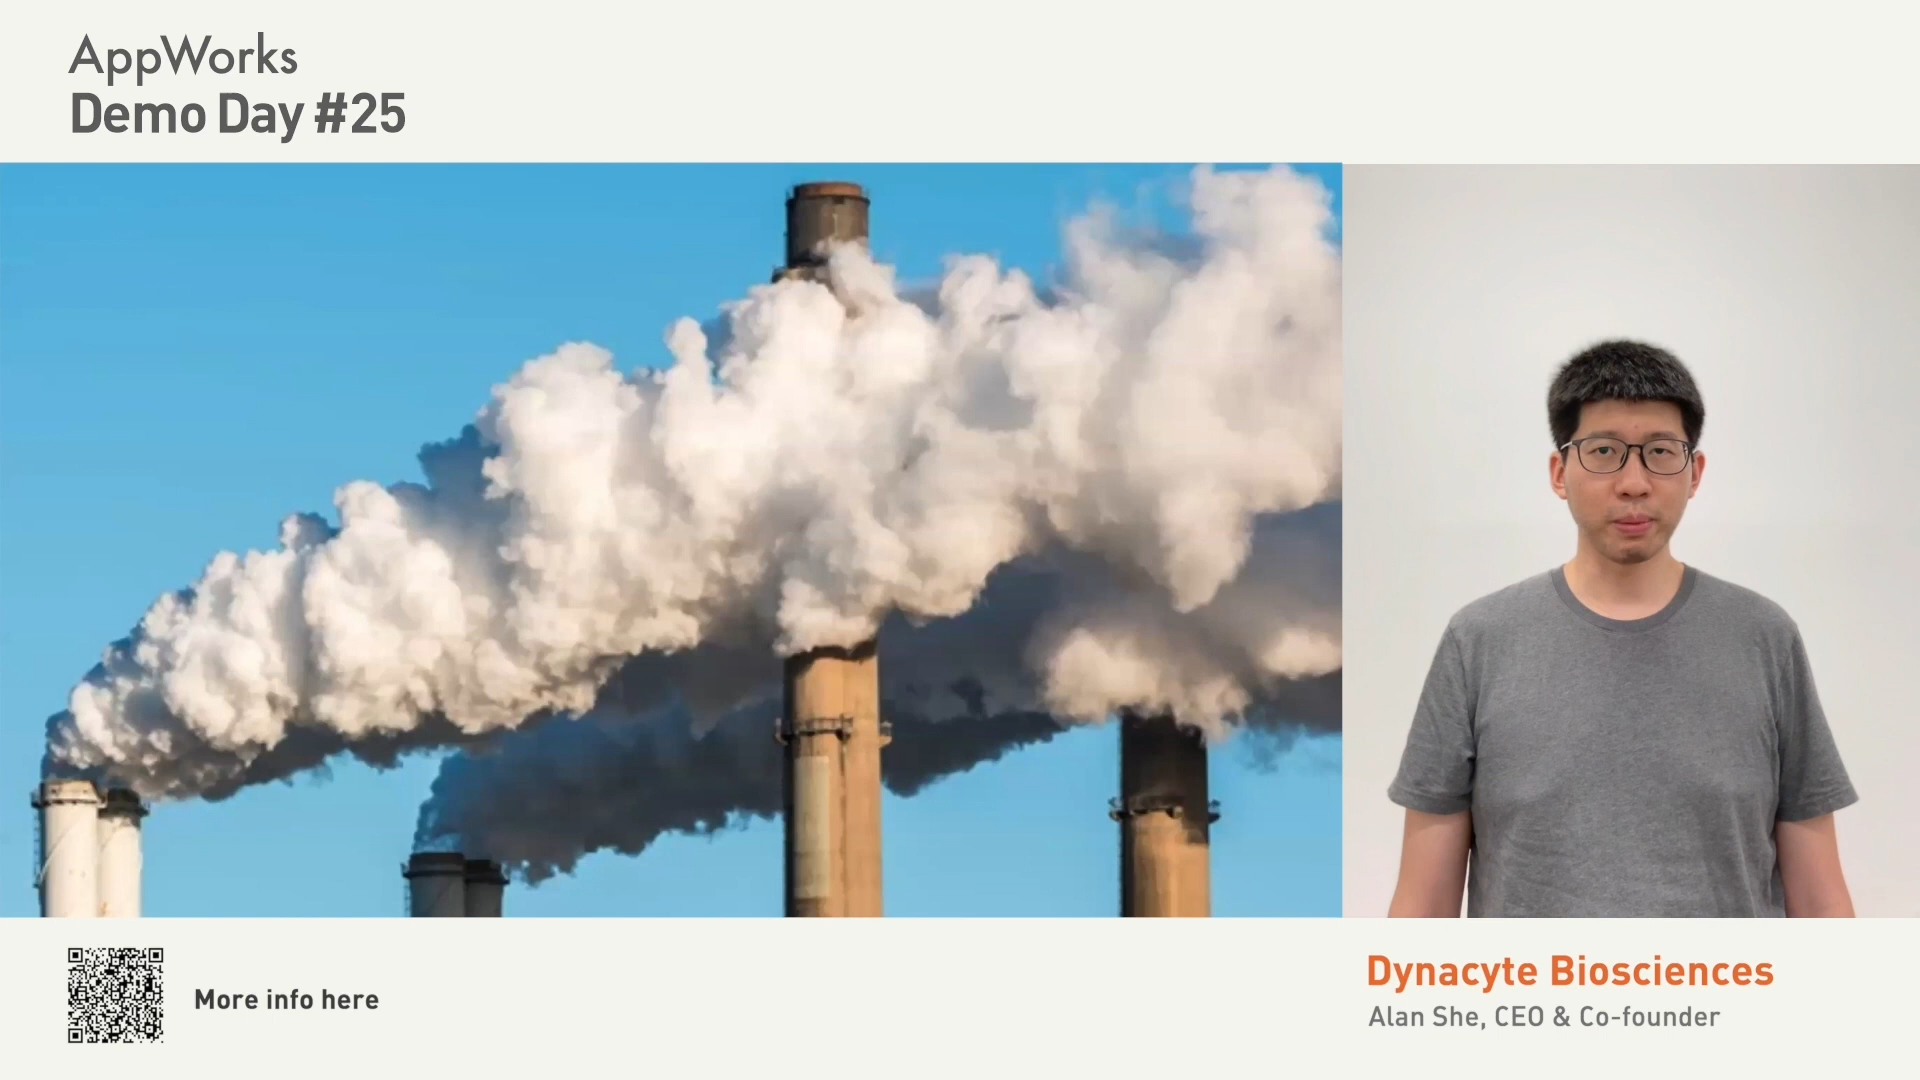 AppWorks
Demo Day #25
More info here
Dynacyte Biosciences
Alan She, CEO & Co-founder